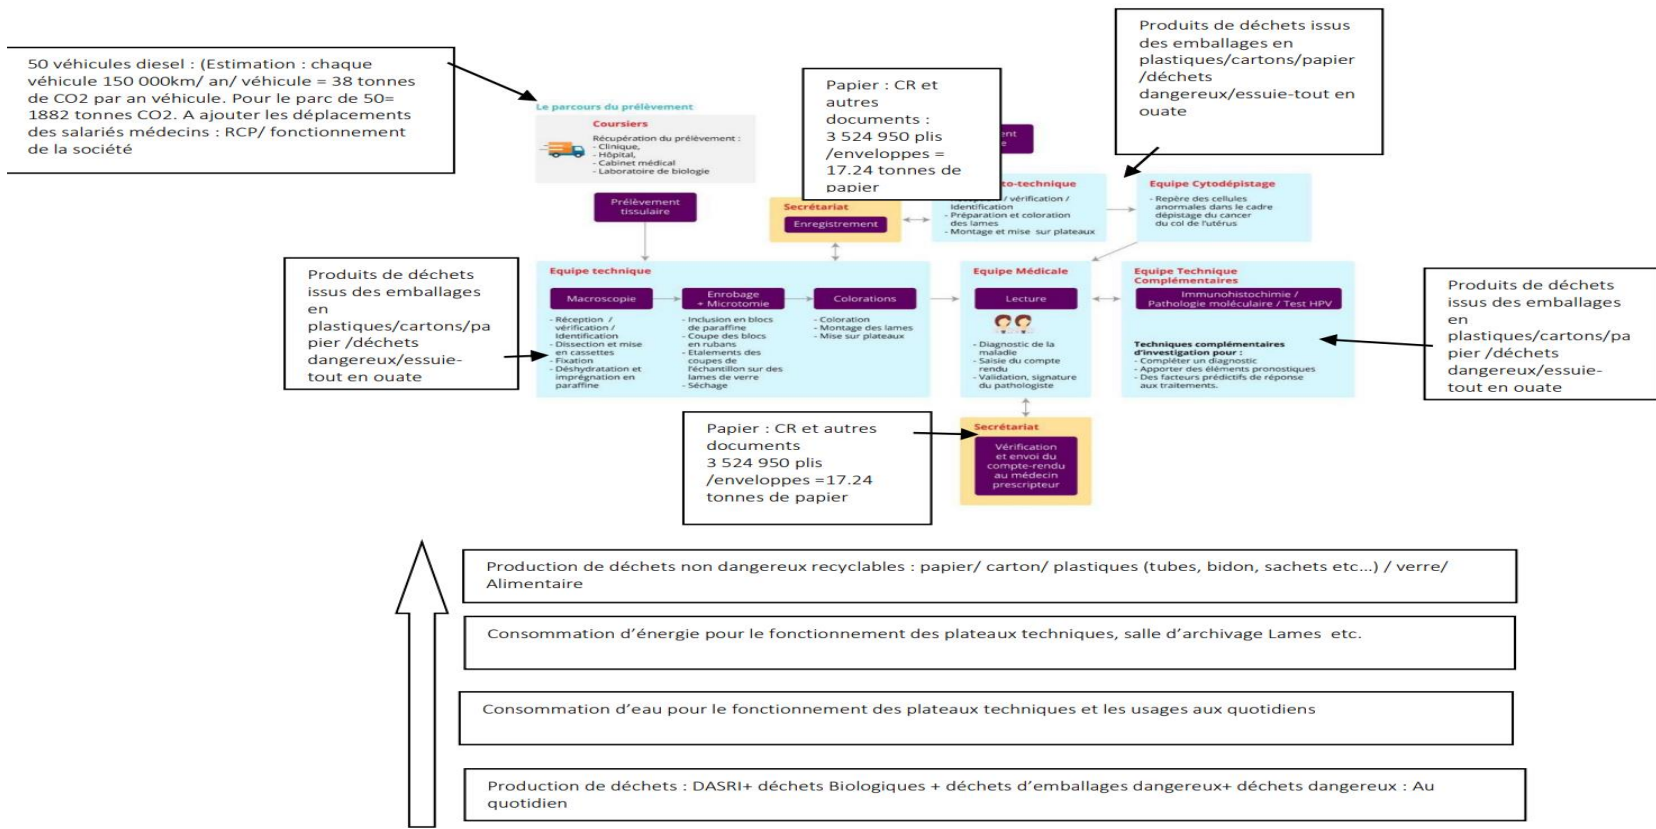 50 véhicules diesel : (Estimation : chaque
véhicule 150 000km/ an/ véhicule = 38 tonnes
de CO2 par an véhicule. Pour le parc de 50=
1882 tonnes CO2. A ajouter les déplacements
des salariés médecins : RCP/ fonctionnement
de la société
Le parcours du prélèvement
Coursiers
Récupération du prélèvement :
- Clinique,
- Hôpital,
- Cabinet médical
- Laboratoire de biologie
Prélèvement
tissulaire
Papier : CR et
autres
documents :
3 524 950 plis
/enveloppes =
17.24 tonnes de
papier
Produits de déchets issus
des emballages en
plastiques/cartons/papier
/déchets
dangereux/essuie-tout en
ouate
Secrétariat
Enregistrement
to-technique
/ vérification /
Identification
- Préparation et coloration
des lames
- Montage et mise sur plateaux
Equipe Cytodépistage
- Repère des cellules
anormales dans le cadre
dépistage du cancer
du col de l'utérus
Produits de déchets
issus des emballages
en
plastiques/cartons/pa
pier /déchets
dangereux/essuie-
tout en ouate
Equipe technique
Macroscopie
- Réception /
vérification /
Identification
- Dissection et mise
en cassettes
- Fixation
- Déshydratation et
imprégnation en
paraffine
Enrobage
+ Microtomie
- Inclusion en blocs
de paraffine
- Coupe des blocs
en rubans
- Etalements des
coupes de
l'échantillon sur des
lames de verre
- Séchage
Colorations
- Coloration
- Montage des lames
- Mise sur plateaux
Equipe Médicale
Lecture
- Diagnostic de la
maladie
- Saisie du compte
rendu
- Validation, signature
du pathologiste
Equipe Technique
Complémentaires
Immunohistochimie /
Pathologie moléculaire / Test HPV
Techniques complémentaires
d'investigation pour :
- Compléter un diagnostic
- Apporter des éléments pronostiques
- Des facteurs prédictifs de réponse
aux traitements.
Produits de déchets
issus des emballages
en
plastiques/cartons/pa
pier /déchets
dangereux/essuie-
tout en ouate
Papier : CR et autres
documents
3 524 950 plis
/enveloppes =17.24
tonnes de papier
Secrétariat
Vérification
et envoi du
compte-rendu
au médecin
prescripteur
Production de déchets non dangereux recyclables : papier/ carton/ plastiques (tubes, bidon, sachets etc...) / verre/
Alimentaire
Consommation d'énergie pour le fonctionnement des plateaux techniques, salle d'archivage Lames etc.
Consommation d'eau pour le fonctionnement des plateaux techniques et les usages aux quotidiens
Production de déchets : DASRI+ déchets Biologiques + déchets d'emballages dangereux+ déchets dangereux : Au
quotidien